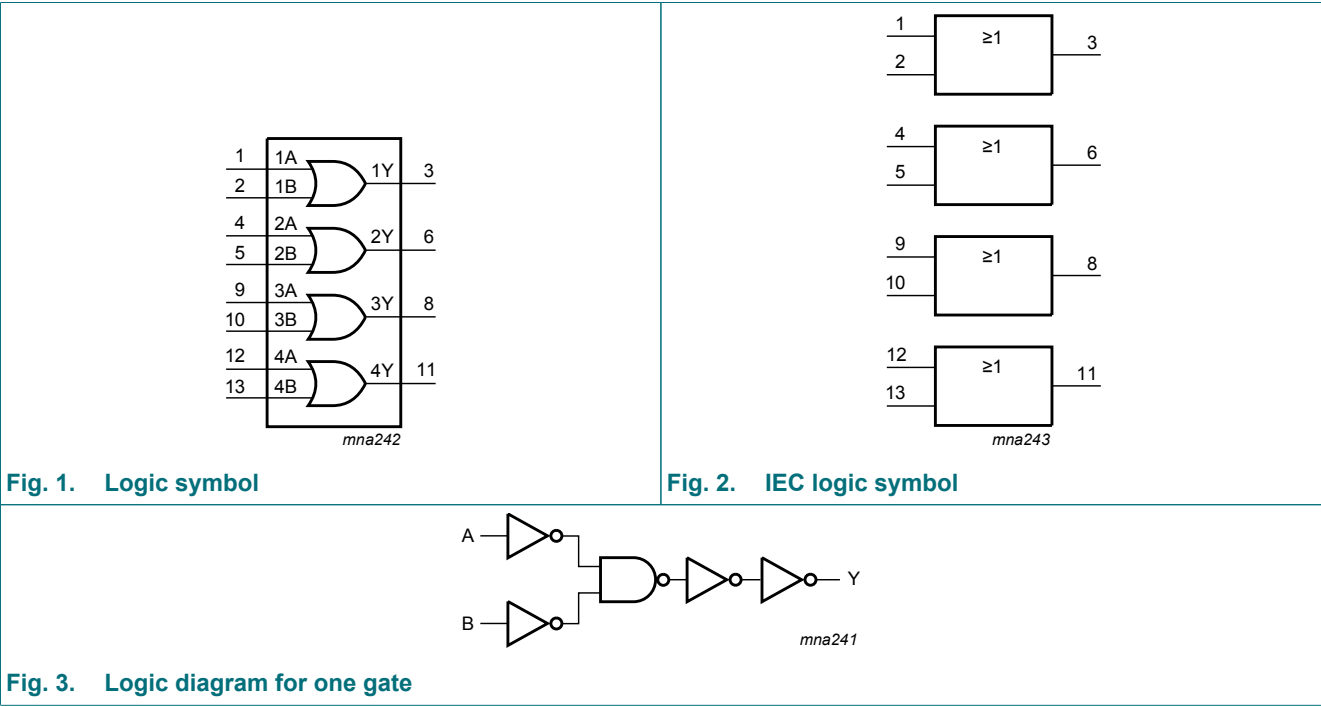 1 1A 1Y 3
2 1B
4 2A 2Y 6
5 2B
9 3A 3Y 8
10 3B
12 4A 4Y 11
13 4B
mna242
Fig. 1. Logic symbol
1 ≥1 3
2
4 ≥1 6
5
9 ≥1 8
10
12 ≥1 11
13
mna243
Fig. 2. IEC logic symbol
A
Y
B
mna241
Fig. 3. Logic diagram for one gate